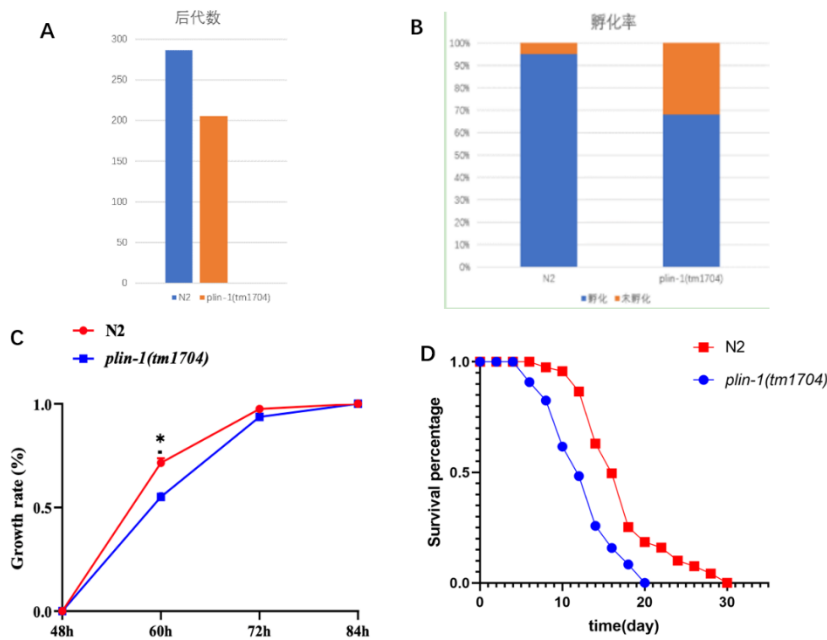 A
后代数
300
250
200
150
100
50
0
N2 plin-1(tm1704)
B
孵化率
100%
90%
80%
70%
60%
50%
40%
30%
20%
10%
0%
N2 plin-1(tm1704)
孵化 未孵化
C
N2
plin-1(tm1704)
Growth rate (%)
1.0
0.5
0.0
*
48h 60h 72h 84h
D
N2
plin-1(tm1704)
Survival percentage
1.0
0.5
0.0
0 10 20 30
time(day)